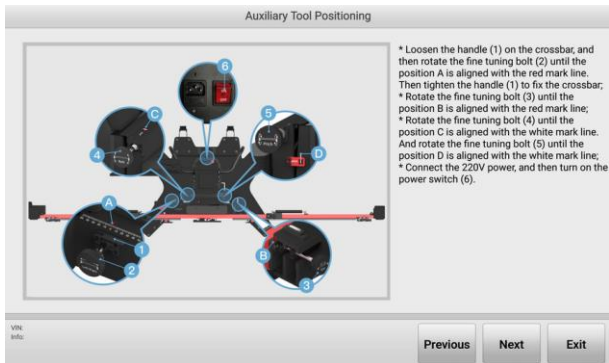 Auxiliary Tool Positioning
* Loosen the handle (1) on the crossbar, and
then rotate the fine tuning bolt (2) until the
position A is aligned with the red mark line.
Then tighten the handle (1) to fix the crossbar;
* Rotate the fine tuning bolt (3) until the
position B is aligned with the red mark line;
* Rotate the fine tuning bolt (4) until the
position C is aligned with the white mark line.
And rotate the fine tuning bolt (5) until the
position D is aligned with the white mark line;
* Connect the 220V power, and then turn on the
power switch (6).
6
C
5
4
D
A
1
B
2
3
VIN:
Info:
Previous
Next
Exit